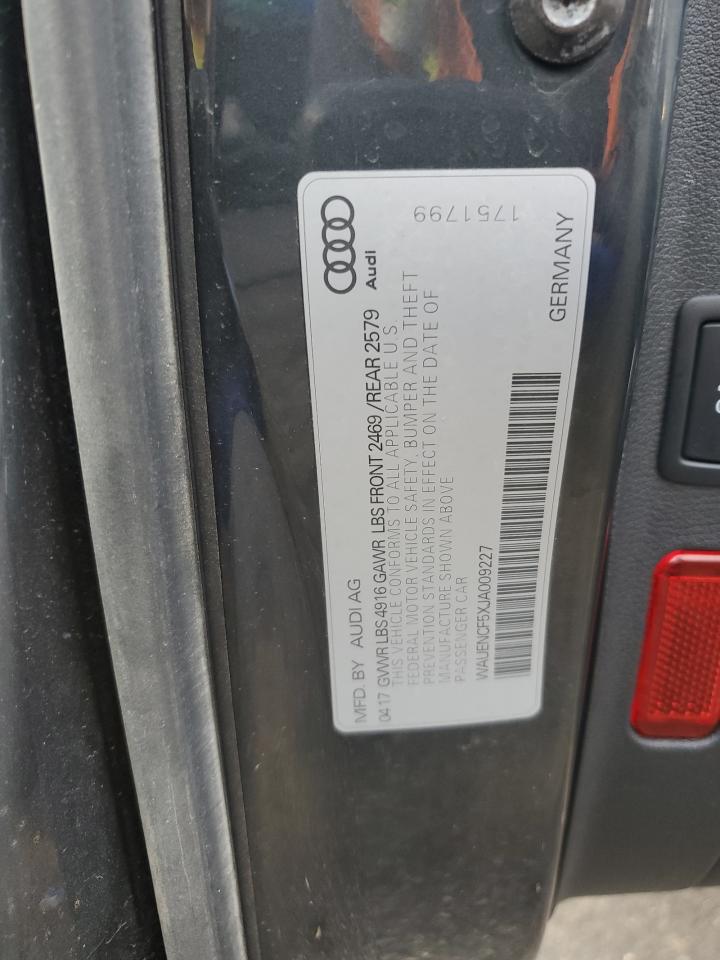 MFD. BY AUDI AG
04 17 GVWR LBS 4916 GAWR LBS FRONT 2469 /REAR 2579
THIS VEHICLE CONFORMS TO ALL APPLICABLE U.S.
FEDERAL MOTOR VEHICLE SAFETY, BUMPER AND THEFT
PREVENTION STANDARDS IN EFFECT ON THE DATE OF
MANUFACTURE SHOWN ABOVE
PASSENGER CAR
WAUENCF5XJA009227
Audi
1751799
GERMANY